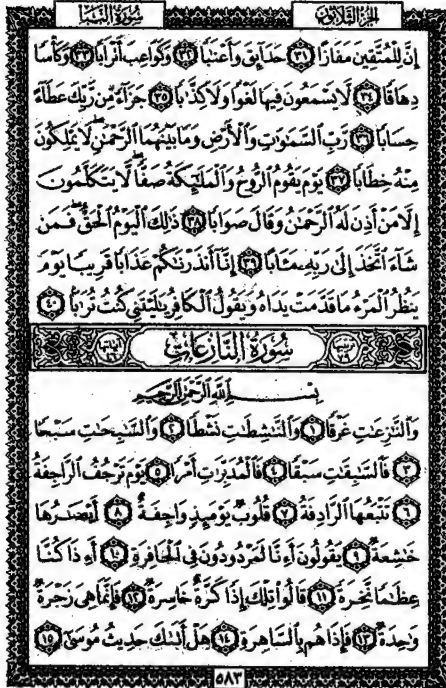 الجزء الثلاثون
سورة النبأ
إِنَّ لِلْمُتَّقِينَ مَفَازًا ٣١ حَدَآئِقَ وَأَعْنَٰبًا ٣٢ وَكَوَاعِبَ أَتْرَابًا ٣٣ وَكَأْسًا
دِهَاقًا ٣٤ لَّا يَسْمَعُونَ فِيهَا لَغْوًا وَلَا كِذَّٰبًا ٣٥ جَزَآءً مِّن رَّبِّكَ عَطَآءً
حِسَابًا ٣٦ رَّبِّ ٱلسَّمَٰوَٰتِ وَٱلْأَرْضِ وَمَا بَيْنَهُمَا ٱلرَّحْمَٰنِ ۖ لَا يَمْلِكُونَ
مِنْهُ خِطَابًا ٣٧ يَوْمَ يَقُومُ ٱلرُّوحُ وَٱلْمَلَٰٓئِكَةُ صَفًّا ۖ لَّا يَتَكَلَّمُونَ
إِلَّا مَنْ أَذِنَ لَهُ ٱلرَّحْمَٰنُ وَقَالَ صَوَابًا ٣٨ ذَٰلِكَ ٱلْيَوْمُ ٱلْحَقُّ ۖ فَمَن
شَآءَ ٱتَّخَذَ إِلَىٰ رَبِّهِۦ مَـَٔابًا ٣٩ إِنَّآ أَنذَرْنَٰكُمْ عَذَابًا قَرِيبًا يَوْمَ
يَنظُرُ ٱلْمَرْءُ مَا قَدَّمَتْ يَدَاهُ وَيَقُولُ ٱلْكَافِرُ يَٰلَيْتَنِى كُنتُ تُرَٰبًۢا ٤٠
سُورَةُ النَّازِعَاتِ
بِسْمِ ٱللَّهِ ٱلرَّحْمَٰنِ ٱلرَّحِيمِ
وَٱلنَّٰزِعَٰتِ غَرْقًا ١ وَٱلنَّٰشِطَٰتِ نَشْطًا ٢ وَٱلسَّٰبِحَٰتِ سَبْحًا
٣ فَٱلسَّٰبِقَٰتِ سَبْقًا ٤ فَٱلْمُدَبِّرَٰتِ أَمْرًا ٥ يَوْمَ تَرْجُفُ ٱلرَّاجِفَةُ
٦ تَتْبَعُهَا ٱلرَّادِفَةُ ٧ قُلُوبٌ يَوْمَئِذٍ وَاجِفَةٌ ٨ أَبْصَٰرُهَا
خَٰشِعَةٌ ٩ يَقُولُونَ أَءِنَّا لَمَرْدُودُونَ فِى ٱلْحَافِرَةِ ١٠ أَءِذَا كُنَّا
عِظَٰمًا نَّخِرَةً ١١ قَالُوا۟ تِلْكَ إِذًا كَرَّةٌ خَاسِرَةٌ ١٢ فَإِنَّمَا هِىَ زَجْرَةٌ
وَٰحِدَةٌ ١٣ فَإِذَا هُم بِٱلسَّاهِرَةِ ١٤ هَلْ أَتَىٰكَ حَدِيثُ مُوسَىٰٓ ١٥
٥٨٣